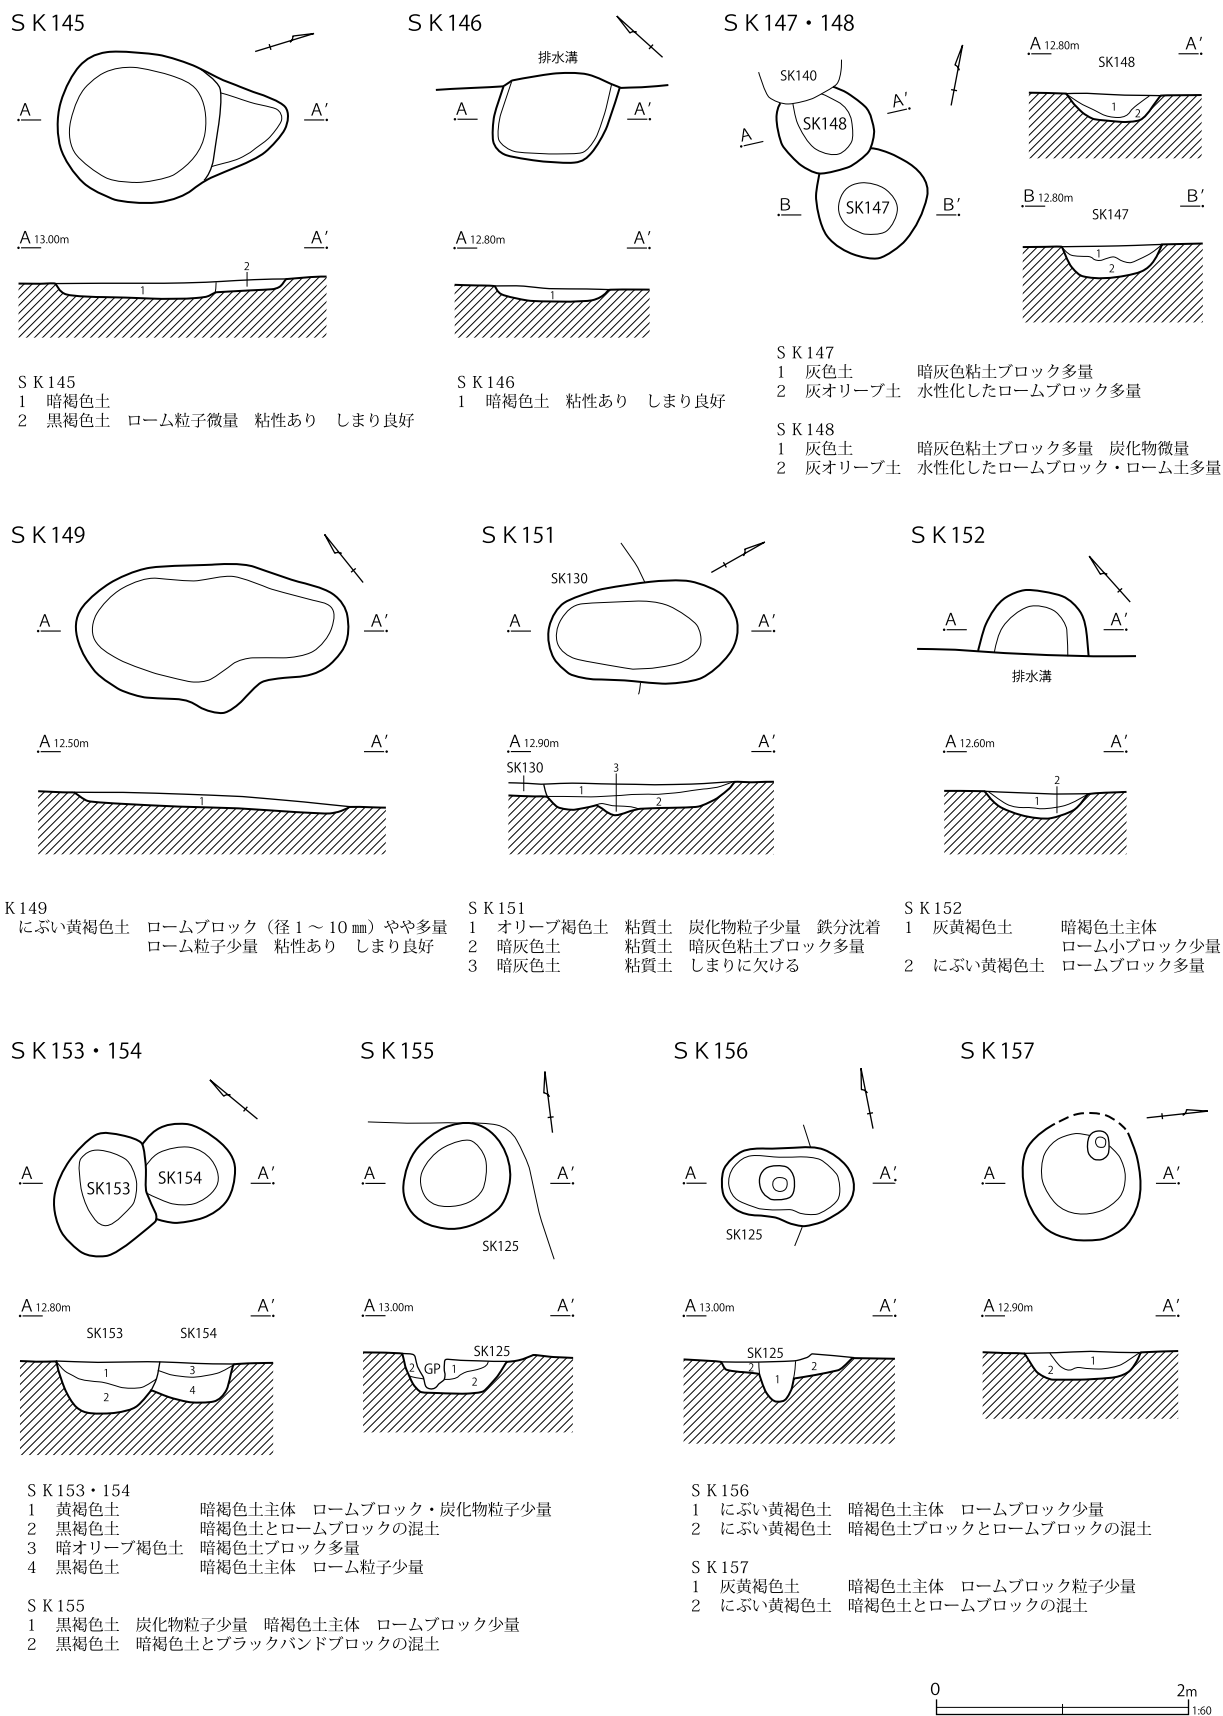 ＳＫ145
A
A′
A 13.00m
A′
1
2
ＳＫ145
1　暗褐色土
2　黒褐色土　ローム粒子微量　粘性あり　しまり良好
ＳＫ146
排水溝
A
A′
A 12.80m
A′
1
ＳＫ146
1　暗褐色土　粘性あり　しまり良好
ＳＫ147・148
SK140
SK148
SK147
A
A′
B
B′
A 12.80m
A′
SK148
1
2
B 12.80m
B′
SK147
1
2
ＳＫ147
1　灰色土　暗灰色粘土ブロック多量
2　灰オリーブ土　水性化したロームブロック多量
ＳＫ148
1　灰色土　暗灰色粘土ブロック多量　炭化物微量
2　灰オリーブ土　水性化したロームブロック・ローム土多量
ＳＫ149
A
A′
A 12.50m
A′
1
K149
にぶい黄褐色土　ロームブロック（径1～10㎜）やや多量
ローム粒子少量　粘性あり　しまり良好
ＳＫ151
SK130
A
A′
A 12.90m
A′
SK130
1
2
3
ＳＫ151
1　オリーブ褐色土　粘質土　炭化物粒子少量　鉄分沈着
2　暗灰色土　粘質土　暗灰色粘土ブロック多量
3　暗灰色土　粘質土　しまりに欠ける
ＳＫ152
A
A′
排水溝
A 12.60m
A′
2
1
ＳＫ152
1　灰黄褐色土　暗褐色土主体
ローム小ブロック少量
2　にぶい黄褐色土　ロームブロック多量
ＳＫ153・154
A
A′
SK153
SK154
A 12.80m
A′
SK153
SK154
1
2
3
4
ＳＫ153・154
1　黄褐色土　暗褐色土主体　ロームブロック・炭化物粒子少量
2　黒褐色土　暗褐色土とロームブロックの混土
3　暗オリーブ褐色土　暗褐色土ブロック多量
4　黒褐色土　暗褐色土主体　ローム粒子少量
ＳＫ155
A
A′
SK125
A 13.00m
A′
SK125
2
GP
1
2
ＳＫ155
1　黒褐色土　炭化物粒子少量　暗褐色土主体　ロームブロック少量
2　黒褐色土　暗褐色土とブラックバンドブロックの混土
ＳＫ156
A
A′
SK125
A 13.00m
A′
SK125
2
1
2
ＳＫ156
1　にぶい黄褐色土　暗褐色土主体　ロームブロック少量
2　にぶい黄褐色土　暗褐色土ブロックとロームブロックの混土
ＳＫ157
A
A′
A 12.90m
A′
1
2
ＳＫ157
1　灰黄褐色土　暗褐色土主体　ロームブロック粒子少量
2　にぶい黄褐色土　暗褐色土とロームブロックの混土
0
2m
1:60